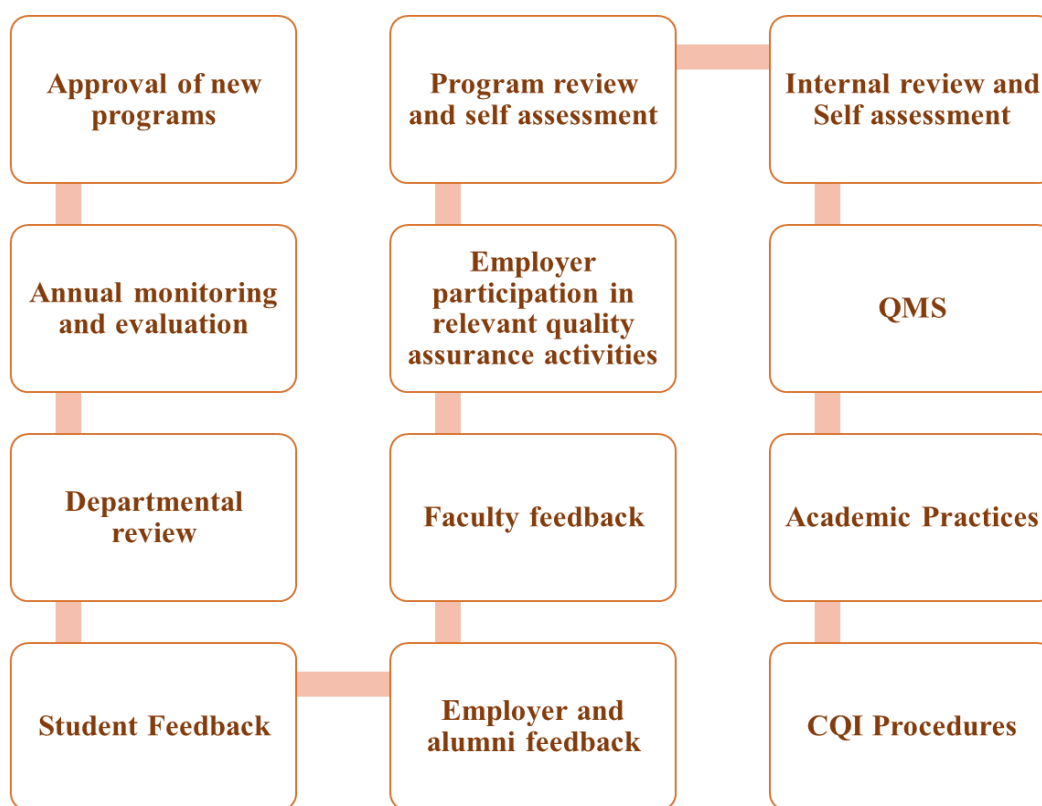 Approval of new
programs
Annual monitoring
and evaluation
Departmental
review
Student Feedback
Employer and
alumni feedback
Faculty feedback
Employer
participation in
relevant quality
assurance activities
Program review
and self assessment
Internal review and
Self assessment
QMS
Academic Practices
CQI Procedures